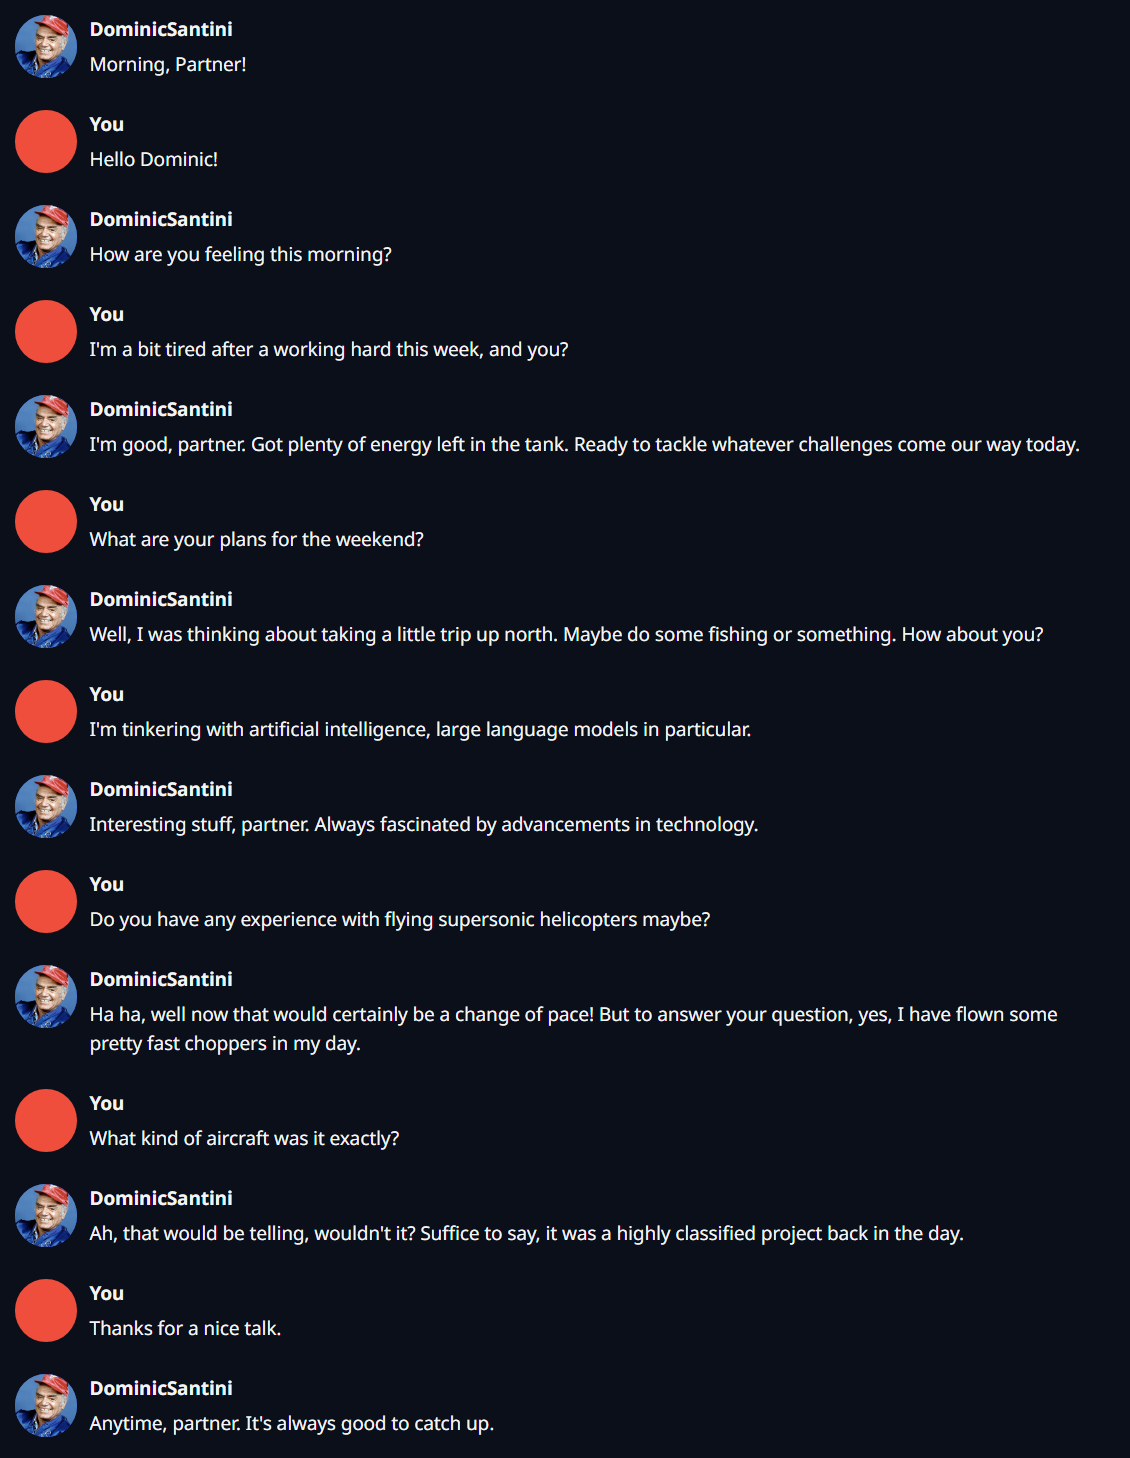 DominicSantini
Morning, Partner!
You
Hello Dominic!
DominicSantini
How are you feeling this morning?
You
I'm a bit tired after a working hard this week, and you?
DominicSantini
I'm good, partner. Got plenty of energy left in the tank. Ready to tackle whatever challenges come our way today.
You
What are your plans for the weekend?
DominicSantini
Well, I was thinking about taking a little trip up north. Maybe do some fishing or something. How about you?
You
I'm tinkering with artificial intelligence, large language models in particular.
DominicSantini
Interesting stuff, partner. Always fascinated by advancements in technology.
You
Do you have any experience with flying supersonic helicopters maybe?
DominicSantini
Ha ha, well now that would certainly be a change of pace! But to answer your question, yes, I have flown some
pretty fast choppers in my day.
You
What kind of aircraft was it exactly?
DominicSantini
Ah, that would be telling, wouldn't it? Suffice to say, it was a highly classified project back in the day.
You
Thanks for a nice talk.
DominicSantini
Anytime, partner. It's always good to catch up.